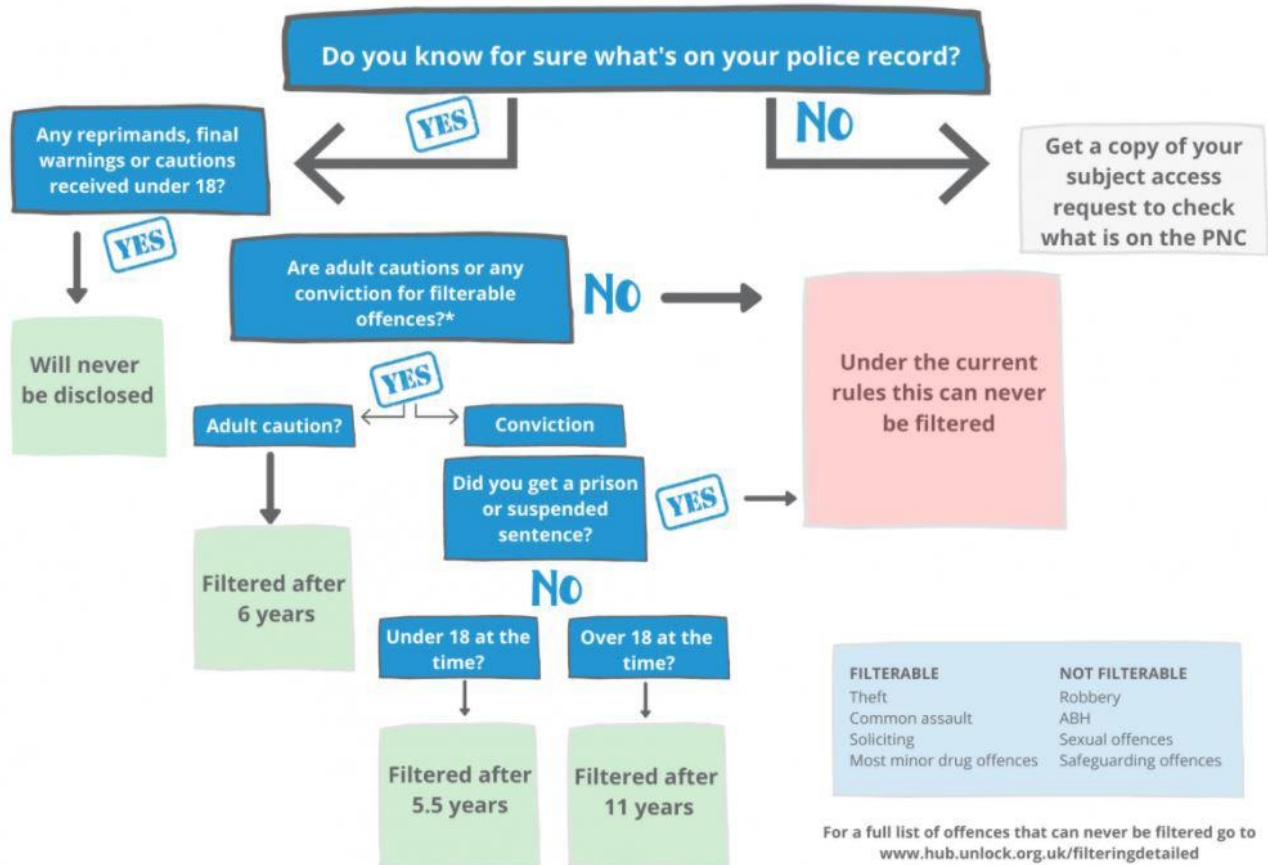 Do you know for sure what's on your police record?
YES
NO
Any reprimands, final
warnings or cautions
received under 18?
Get a copy of your
subject access
request to check
what is on the PNC
YES
Will never
be disclosed
Are adult cautions or any
conviction for filterable
offences?*
NO
Under the current
rules this can never
be filtered
YES
Adult caution?
Conviction
Filtered after
6 years
Did you get a prison
or suspended
sentence?
YES
NO
Under 18 at the
time?
Over 18 at the
time?
Filtered after
5.5 years
Filtered after
11 years
FILTERABLE
Theft
Common assault
Soliciting
Most minor drug offences
NOT FILTERABLE
Robbery
ABH
Sexual offences
Safeguarding offences
For a full list of offences that can never be filtered go to
www.hub.unlock.org.uk/filteringdetailed